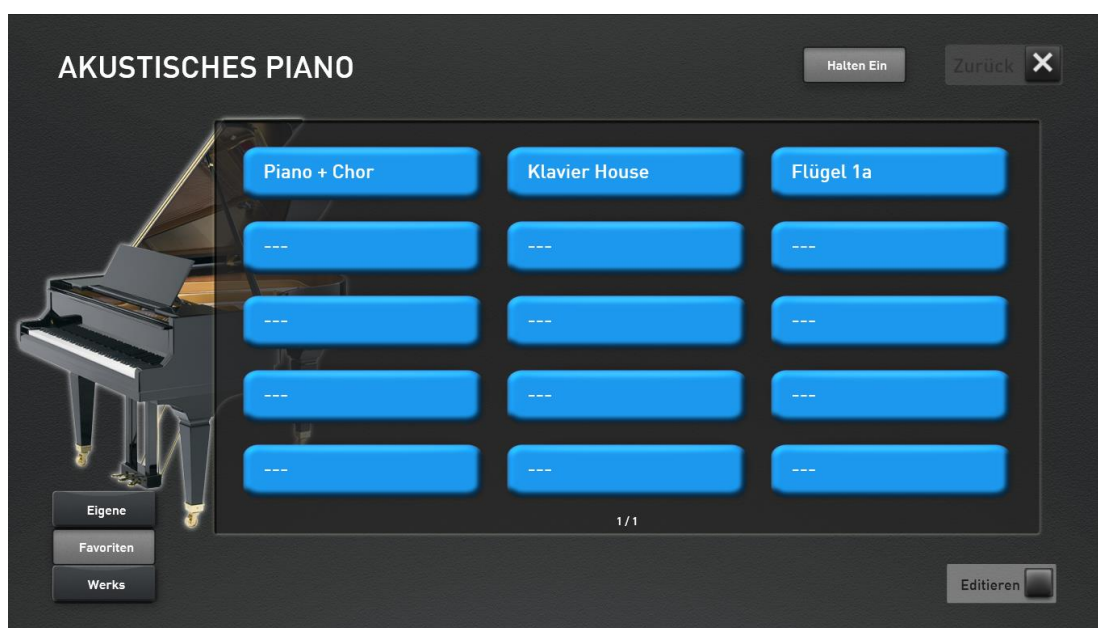 AKUSTISCHES PIANO
Halten Ein
Zurück
Piano + Chor
Klavier House
Flügel 1a
---
---
---
---
---
---
---
---
---
---
---
---
1/1
Eigene
Favoriten
Werks
Editieren